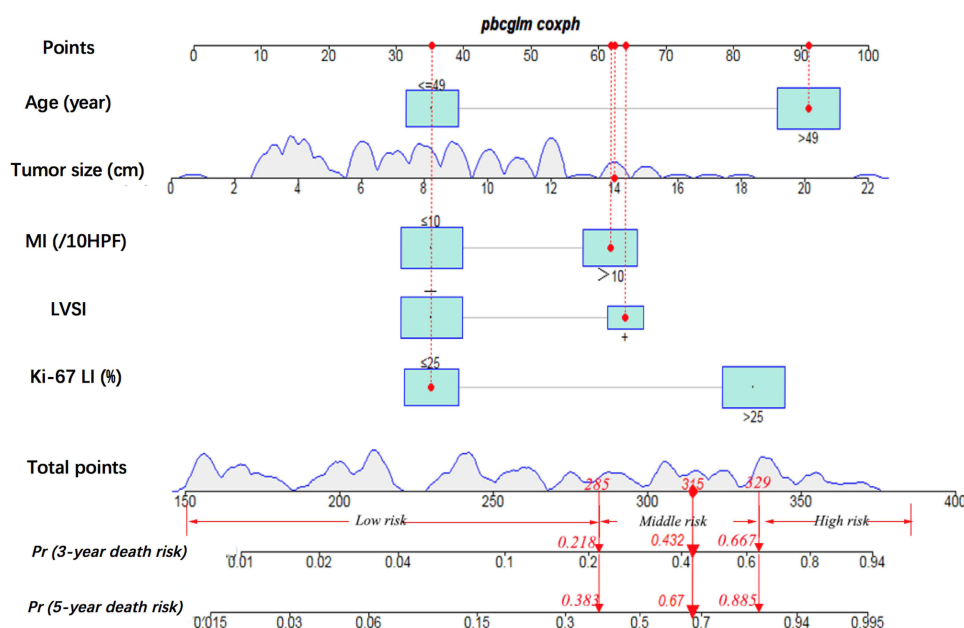 pbcglm coxph
Points
0 10 20 30 40 50 60 70 80 90 100
<=49
Age (year)
>49
Tumor size (cm)
0 2 4 6 8 10 12 14 16 18 20 22
≤10
MI (/10HPF)
>10
—
LVSI
+
≤25
Ki-67 LI (%)
>25
Total points
285 315 329
150 200 250 300 350 400
Low risk Middle risk High risk
0.218 0.432 0.667
Pr (3-year death risk)
0.01 0.02 0.04 0.1 0.2 0.4 0.6 0.8 0.94
0.383 0.67 0.885
Pr (5-year death risk)
0.015 0.03 0.06 0.15 0.3 0.5 0.7 0.94 0.995